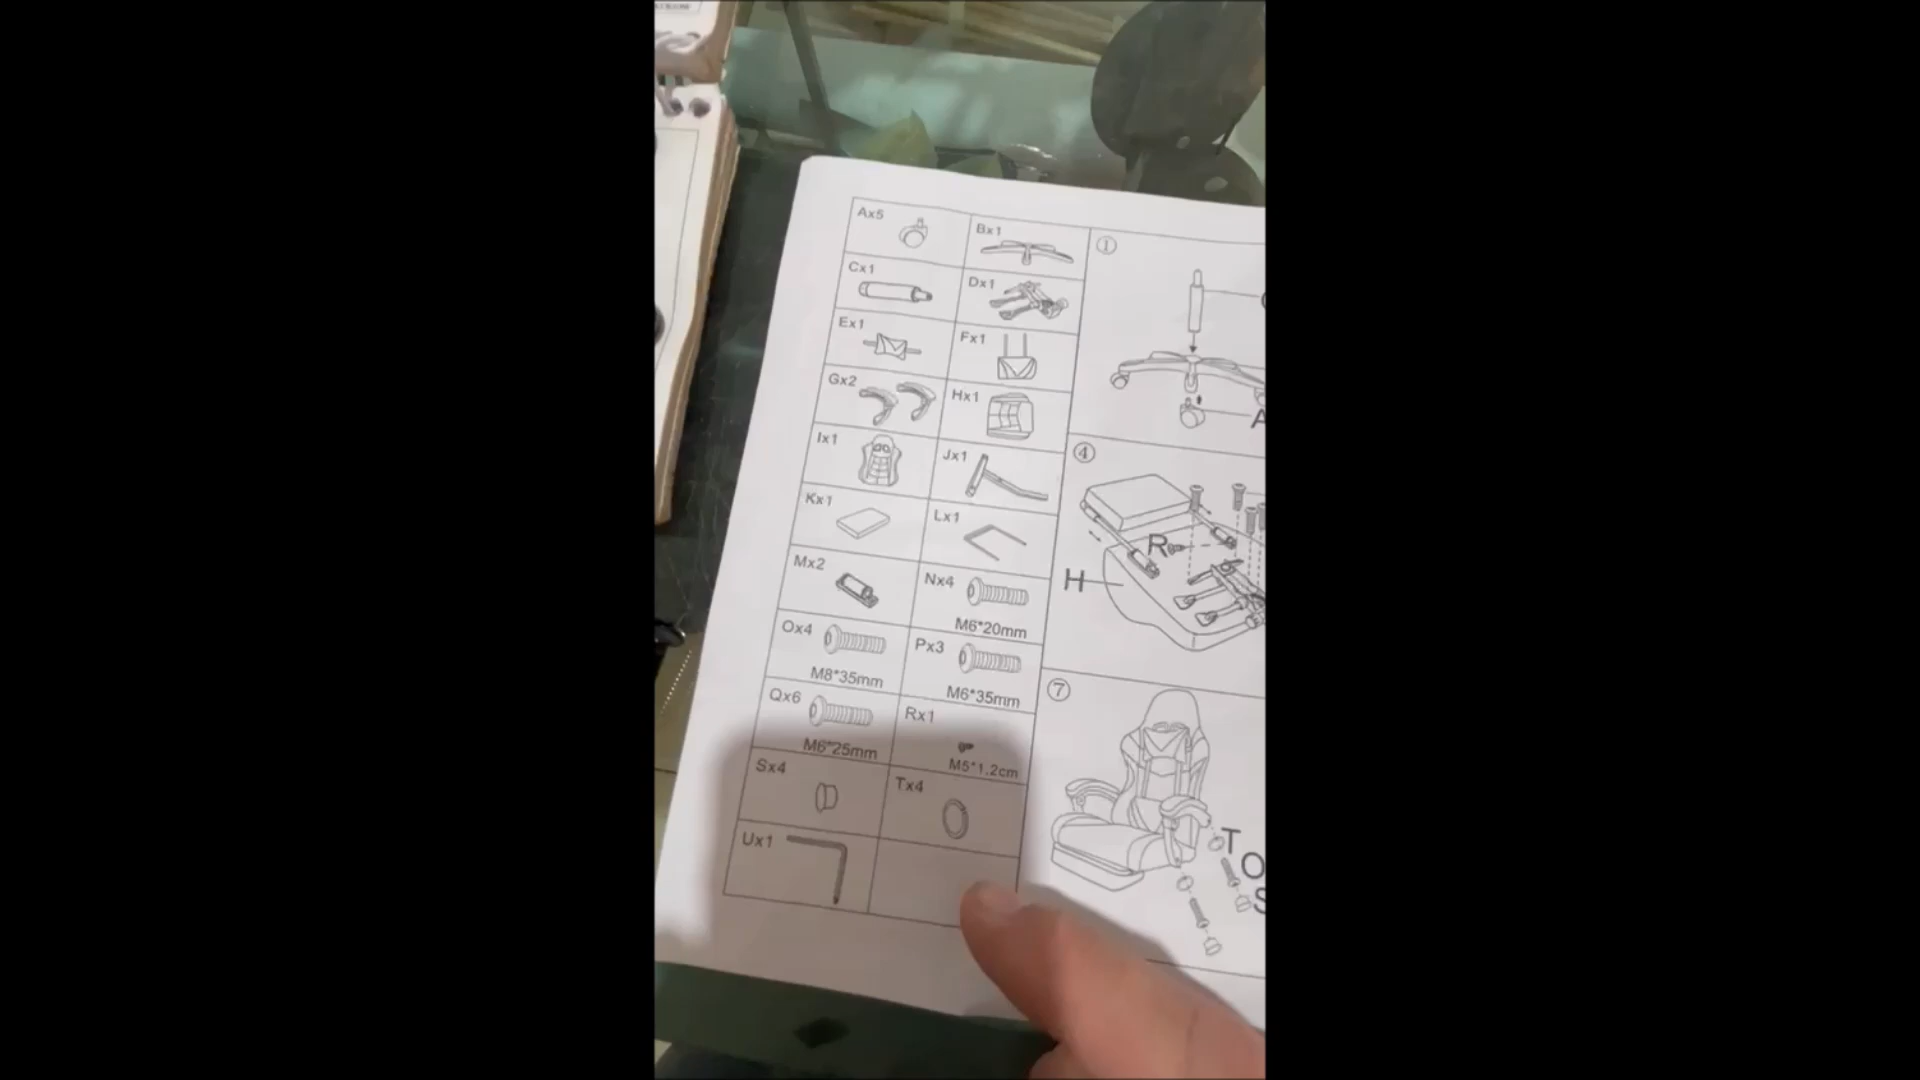 Ax5
Bx1
Cx1
Dx1
Ex1
Fx1
Gx2
Hx1
Ix1
Jx1
Kx1
Lx1
Mx2
Nx4
M6*20mm
Ox4
M8*35mm
Px3
M6*35mm
Qx6
M6*25mm
Rx1
M5*1.2cm
Sx4
Tx4
Ux1
①
A
④
R
H
⑦
T
O
S